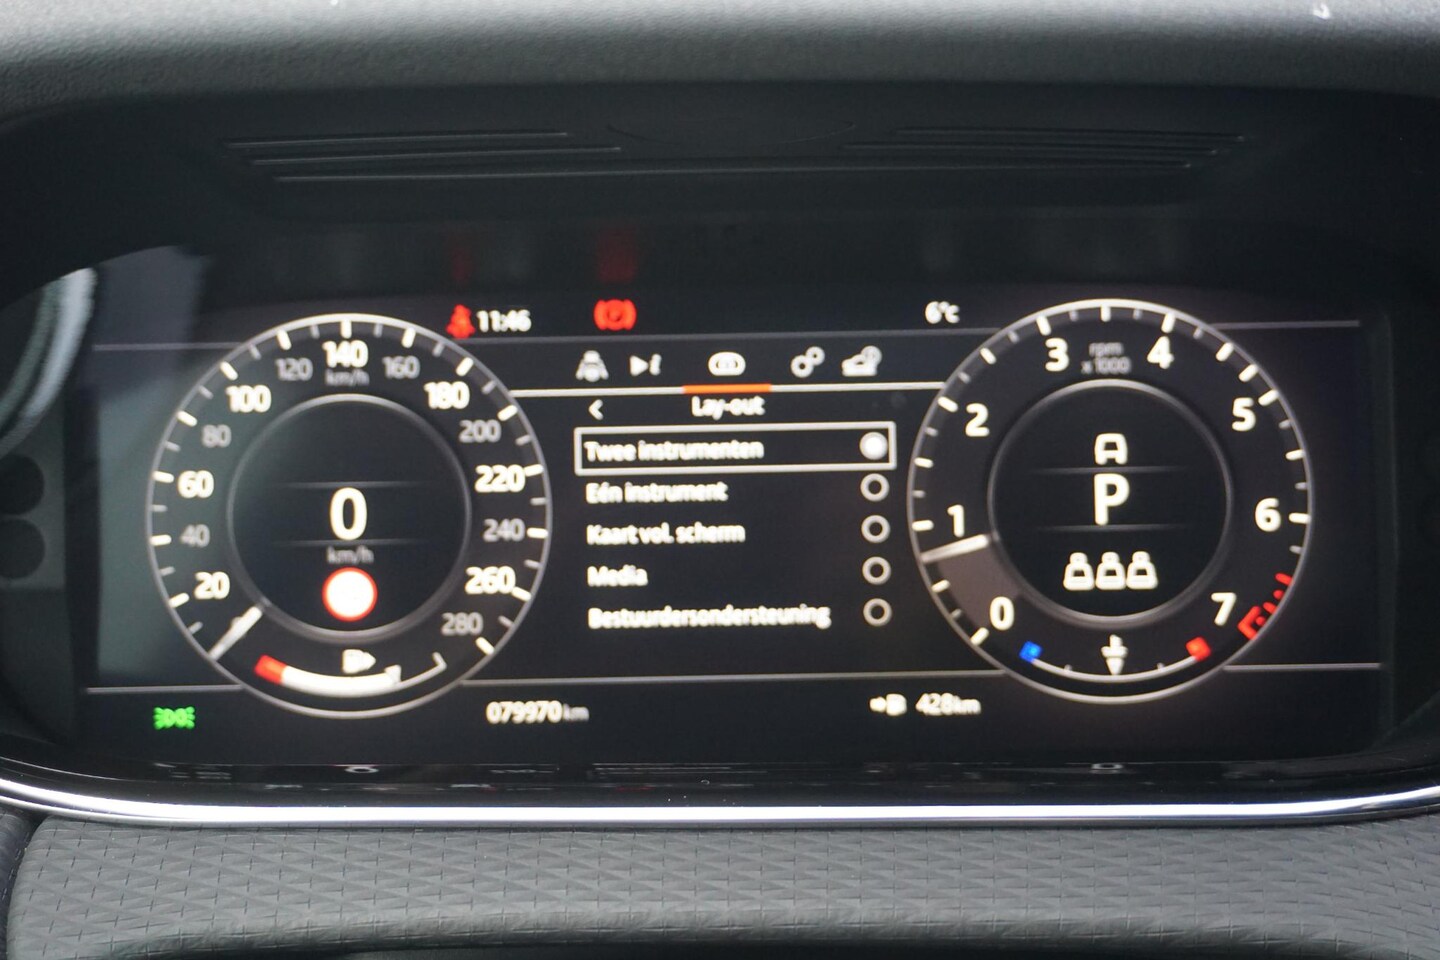 11:46
6°c
Lay-out
Twee instrumenten
Eén instrument
Kaart vol. scherm
Media
Bestuurdersondersteuning
0
20
40
60
80
100
120
140
km/h
160
180
200
220
240
260
280
0
km/h
0
1
2
3
rpm
x1000
4
5
6
7
P
079970 km
428km